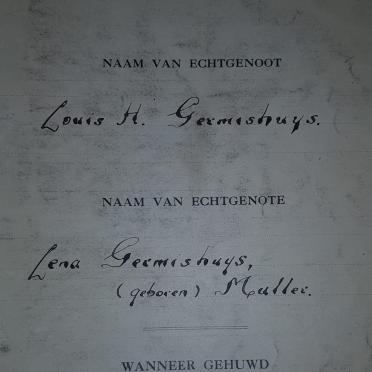 NAAM VAN ECHTGENOOT
Louis H. Germishuys.
NAAM VAN ECHTGENOTE
Lena Germishuys,
(geboren) Muller.
WANNEER GEHUWD